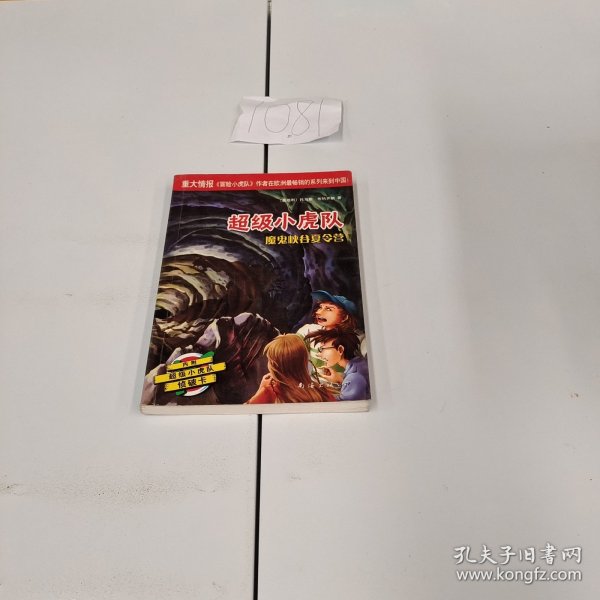 1081
重大情报《冒险小虎队》作者在欧洲最畅销的系列来到中国!
超级小虎队
魔鬼峡谷夏令营
超级小虎队
侦破卡
孔夫子旧书网
www.kongfz.com